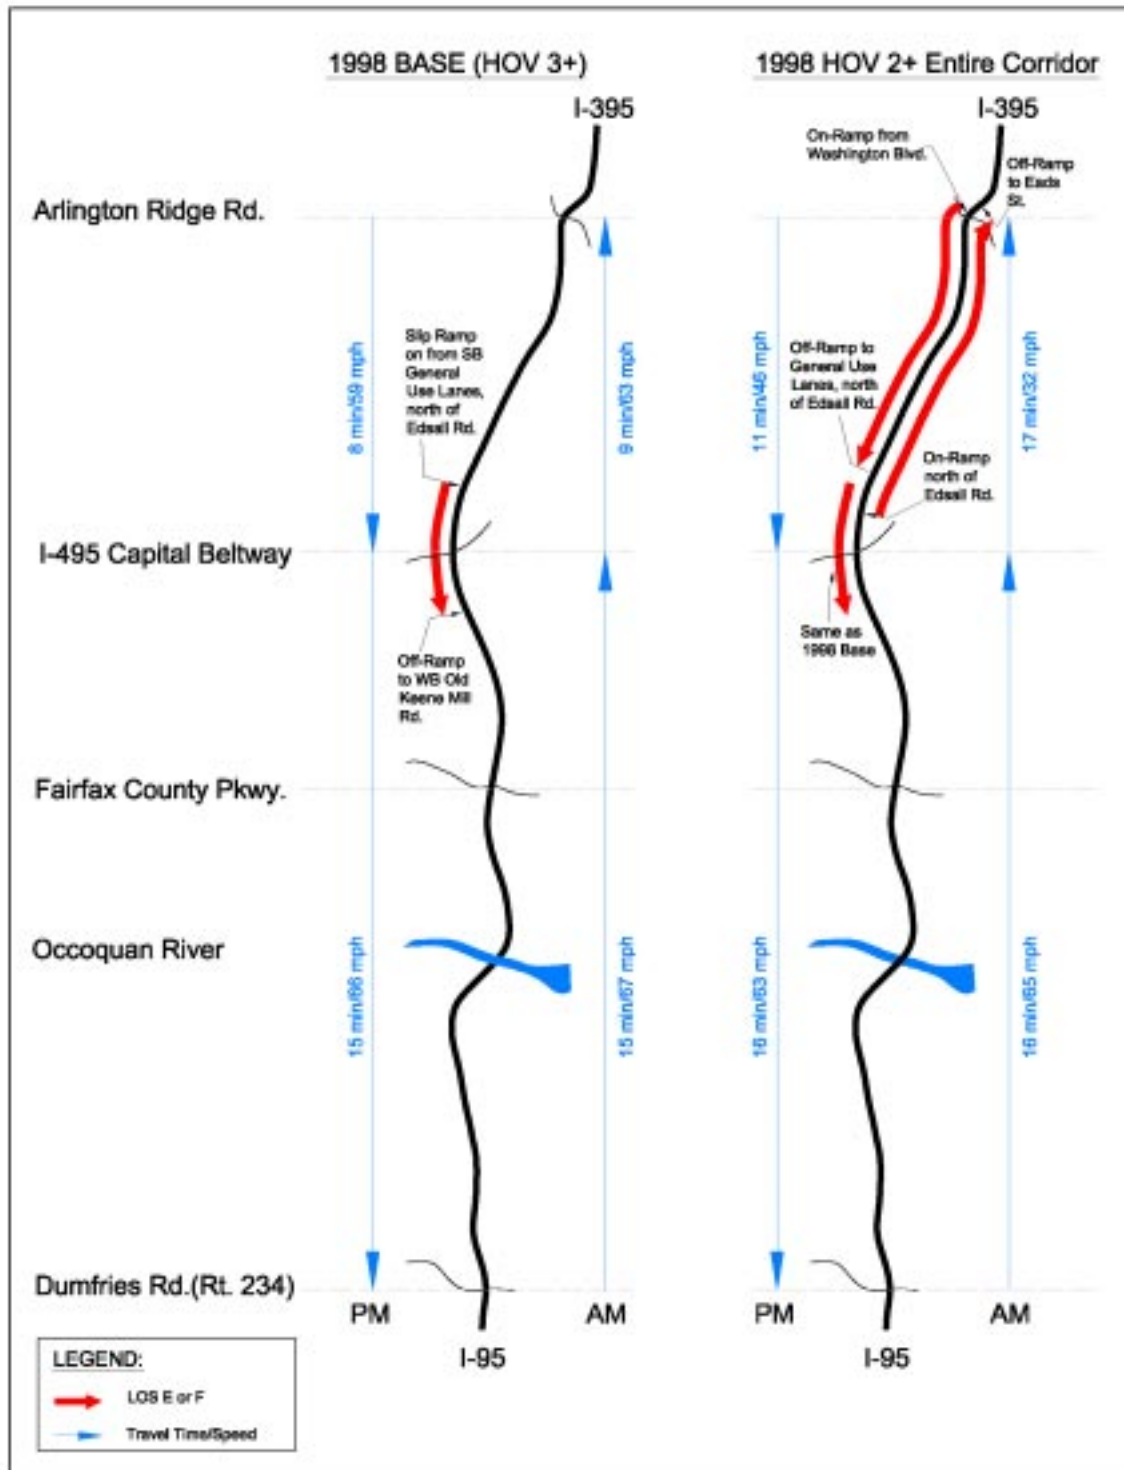 1998 BASE (HOV 3+)
1998 HOV 2+ Entire Corridor
I-395
I-395
On-Ramp from
Washington Blvd.
Off-Ramp
to Eads
St.
Arlington Ridge Rd.
Slip Ramp
on from SB
General
Use Lanes,
north of
Edsall Rd.
Off-Ramp to
General Use
Lanes, north
of Edsall Rd.
8 min/59 mph
9 min/63 mph
11 min/46 mph
17 min/32 mph
On-Ramp
north of
Edsall Rd.
I-495 Capital Beltway
Same as
1998 Base
Off-Ramp
to WB Old
Keene Mill
Rd.
Fairfax County Pkwy.
Occoquan River
15 min/66 mph
15 min/67 mph
16 min/63 mph
16 min/65 mph
Dumfries Rd.(Rt. 234)
PM
AM
PM
AM
I-95
I-95
LEGEND:
LOS E or F
Travel Time/Speed